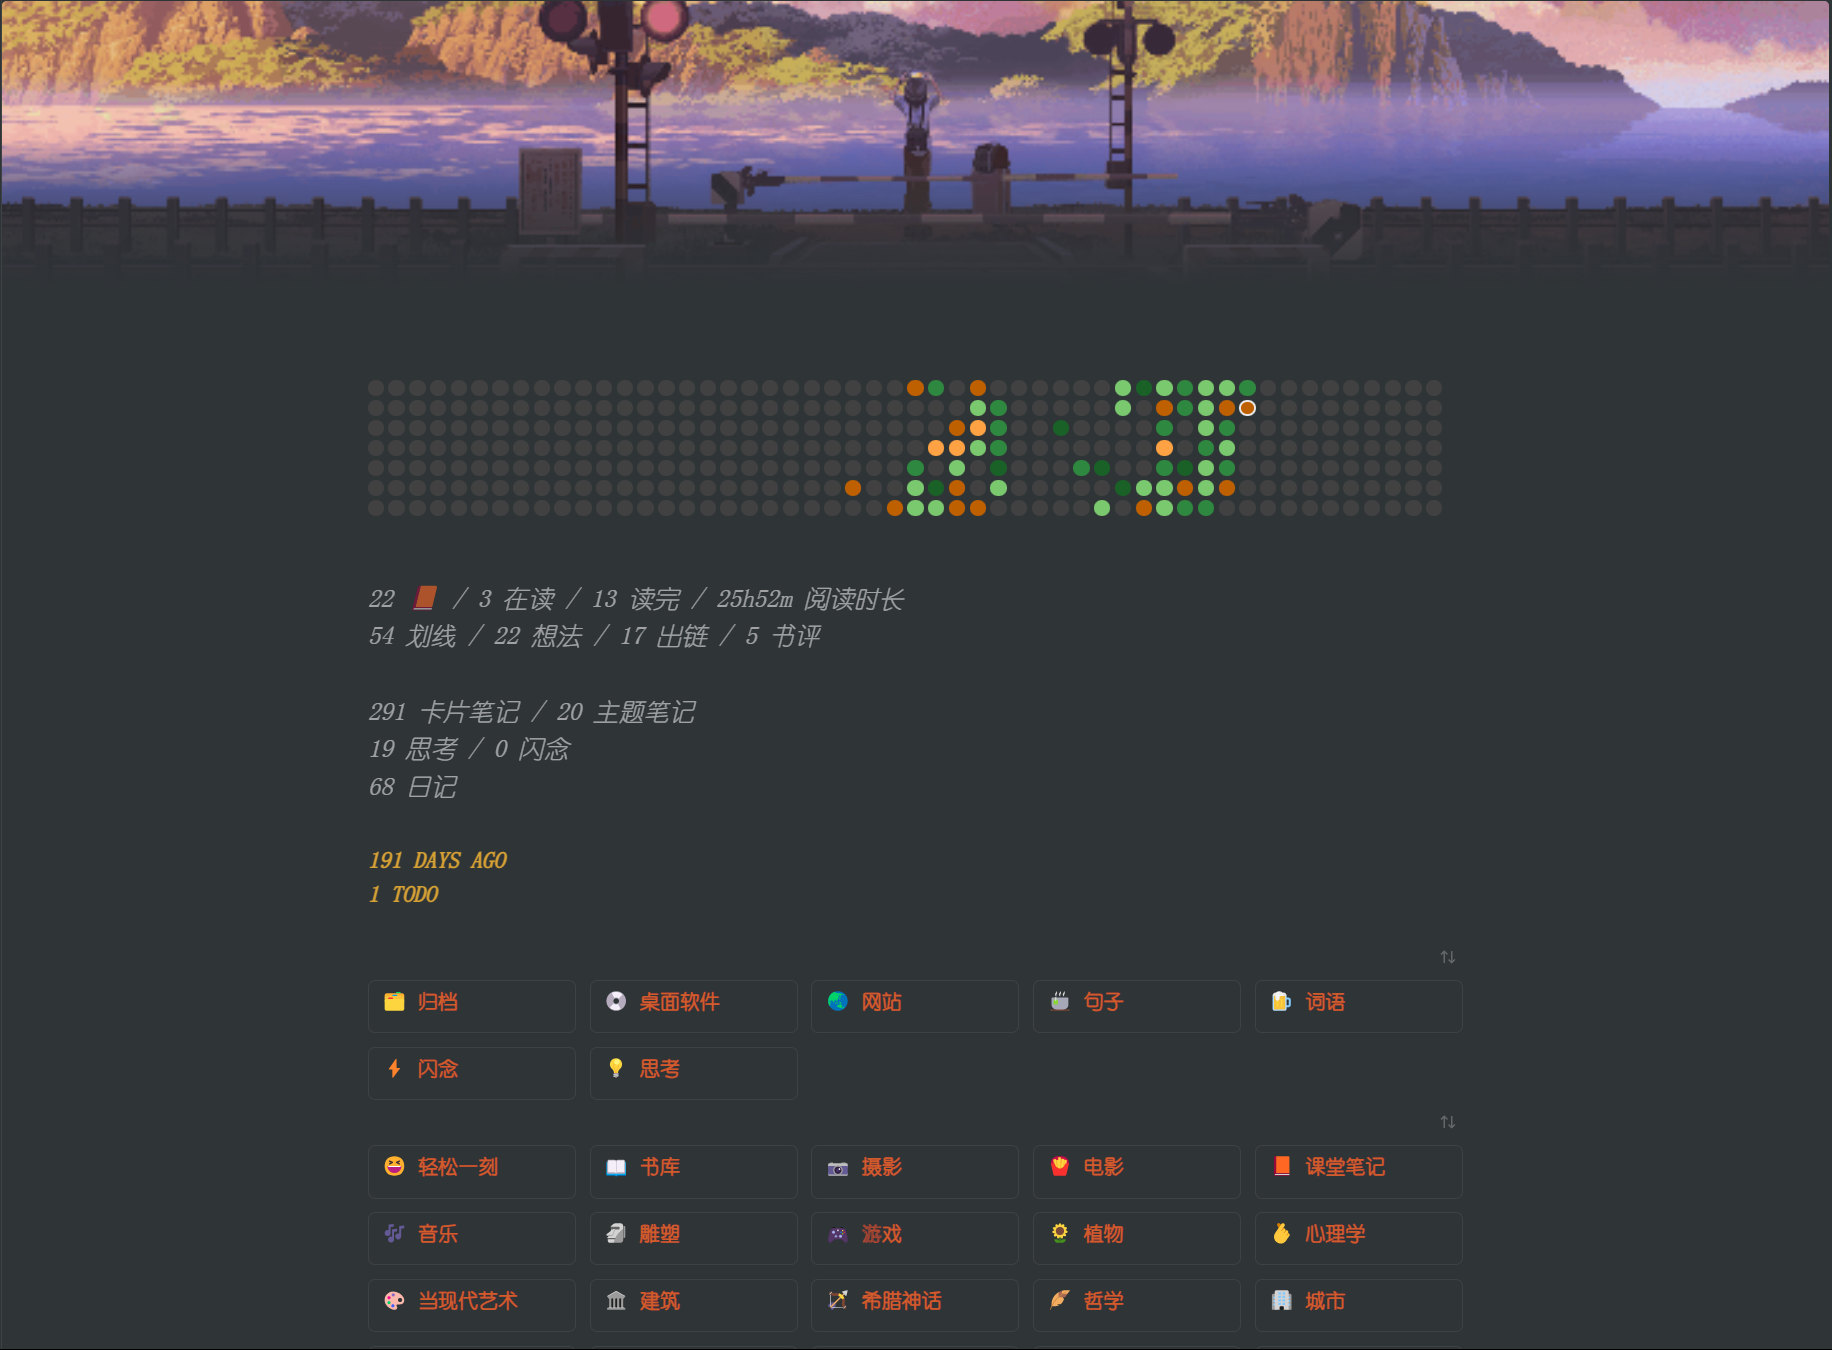 22 📕 / 3 在读 / 13 读完 / 25h52m 阅读时长
54 划线 / 22 想法 / 17 出链 / 5 书评
291 卡片笔记 / 20 主题笔记
19 思考 / 0 闪念
68 日记
191 DAYS AGO
1 TODO
归档 桌面软件 网站 句子 词语
闪念 思考
轻松一刻 书库 摄影 电影 课堂笔记
音乐 雕塑 游戏 植物 心理学
当现代艺术 建筑 希腊神话 哲学 城市